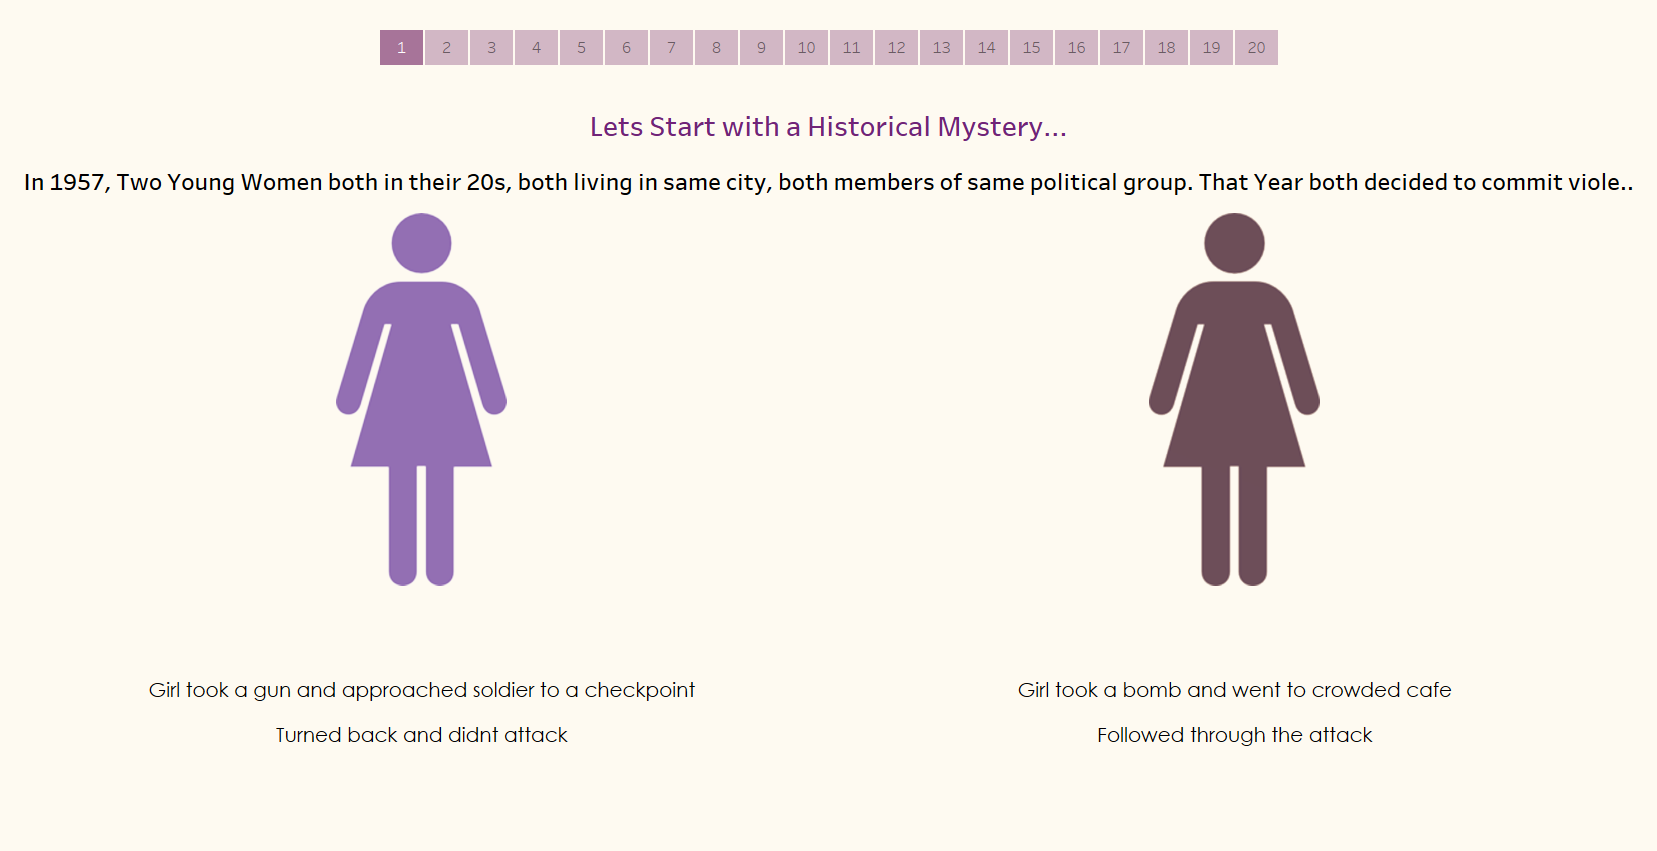 1 2 3 4 5 6 7 8 9 10 11 12 13 14 15 16 17 18 19 20
Lets Start with a Historical Mystery...
In 1957, Two Young Women both in their 20s, both living in same city, both members of same political group. That Year both decided to commit viole..
Girl took a gun and approached soldier to a checkpoint
Turned back and didnt attack
Girl took a bomb and went to crowded cafe
Followed through the attack